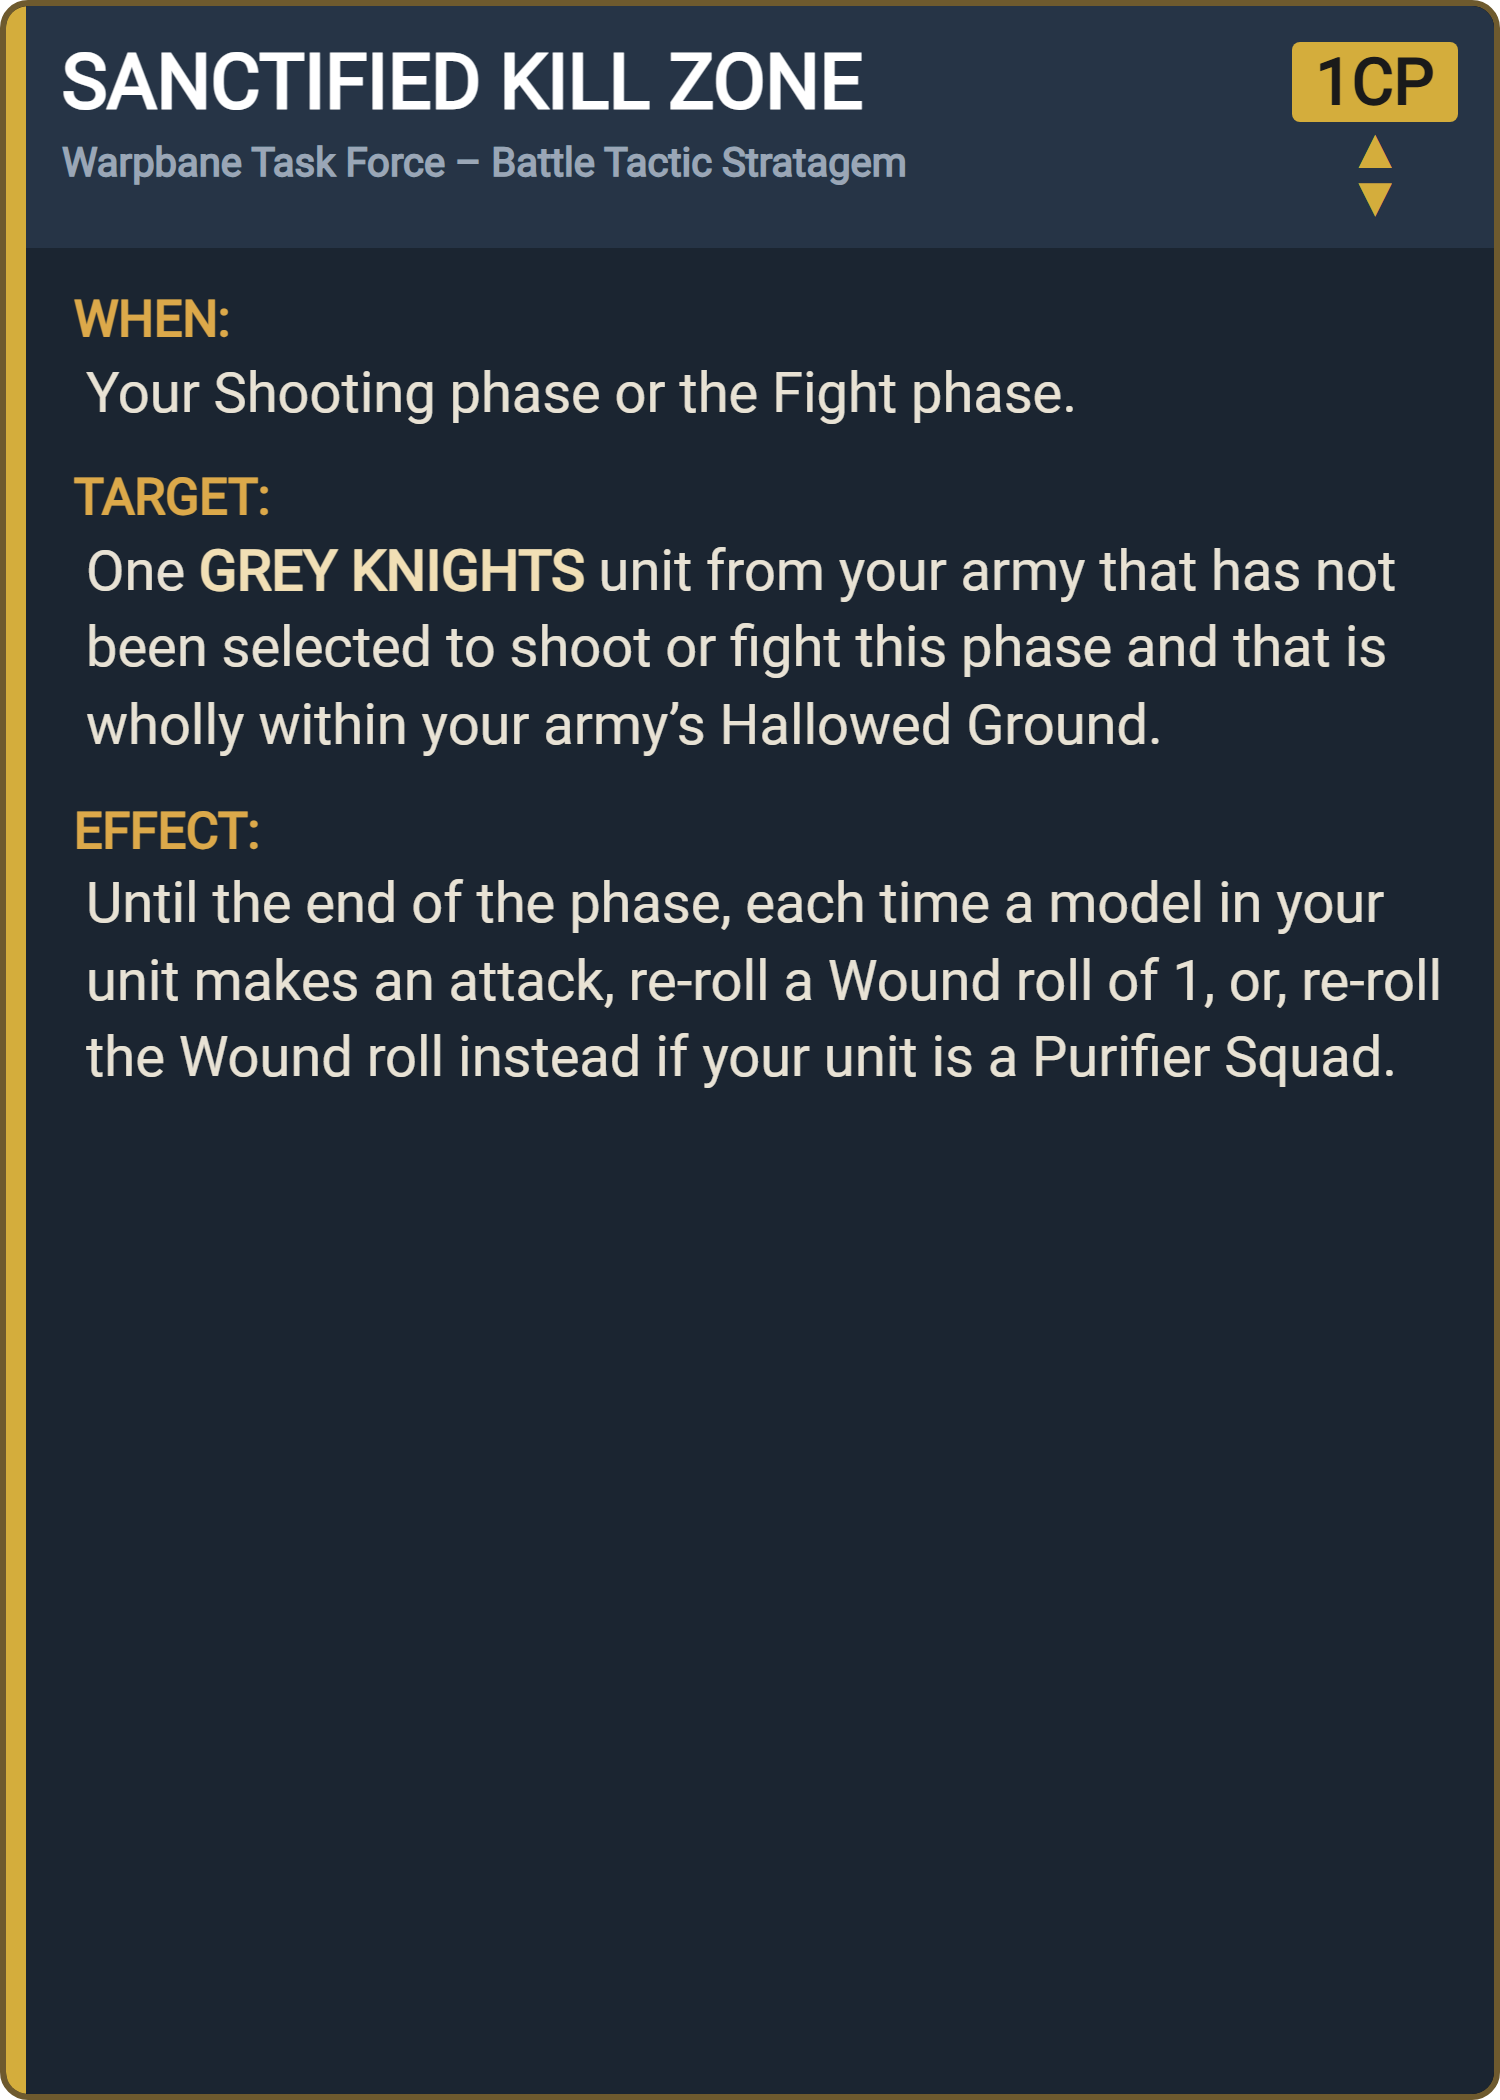 SANCTIFIED KILL ZONE
1CP
Warpbane Task Force – Battle Tactic Stratagem
WHEN:
Your Shooting phase or the Fight phase.
TARGET:
One GREY KNIGHTS unit from your army that has not
been selected to shoot or fight this phase and that is
wholly within your army’s Hallowed Ground.
EFFECT:
Until the end of the phase, each time a model in your
unit makes an attack, re-roll a Wound roll of 1, or, re-roll
the Wound roll instead if your unit is a Purifier Squad.